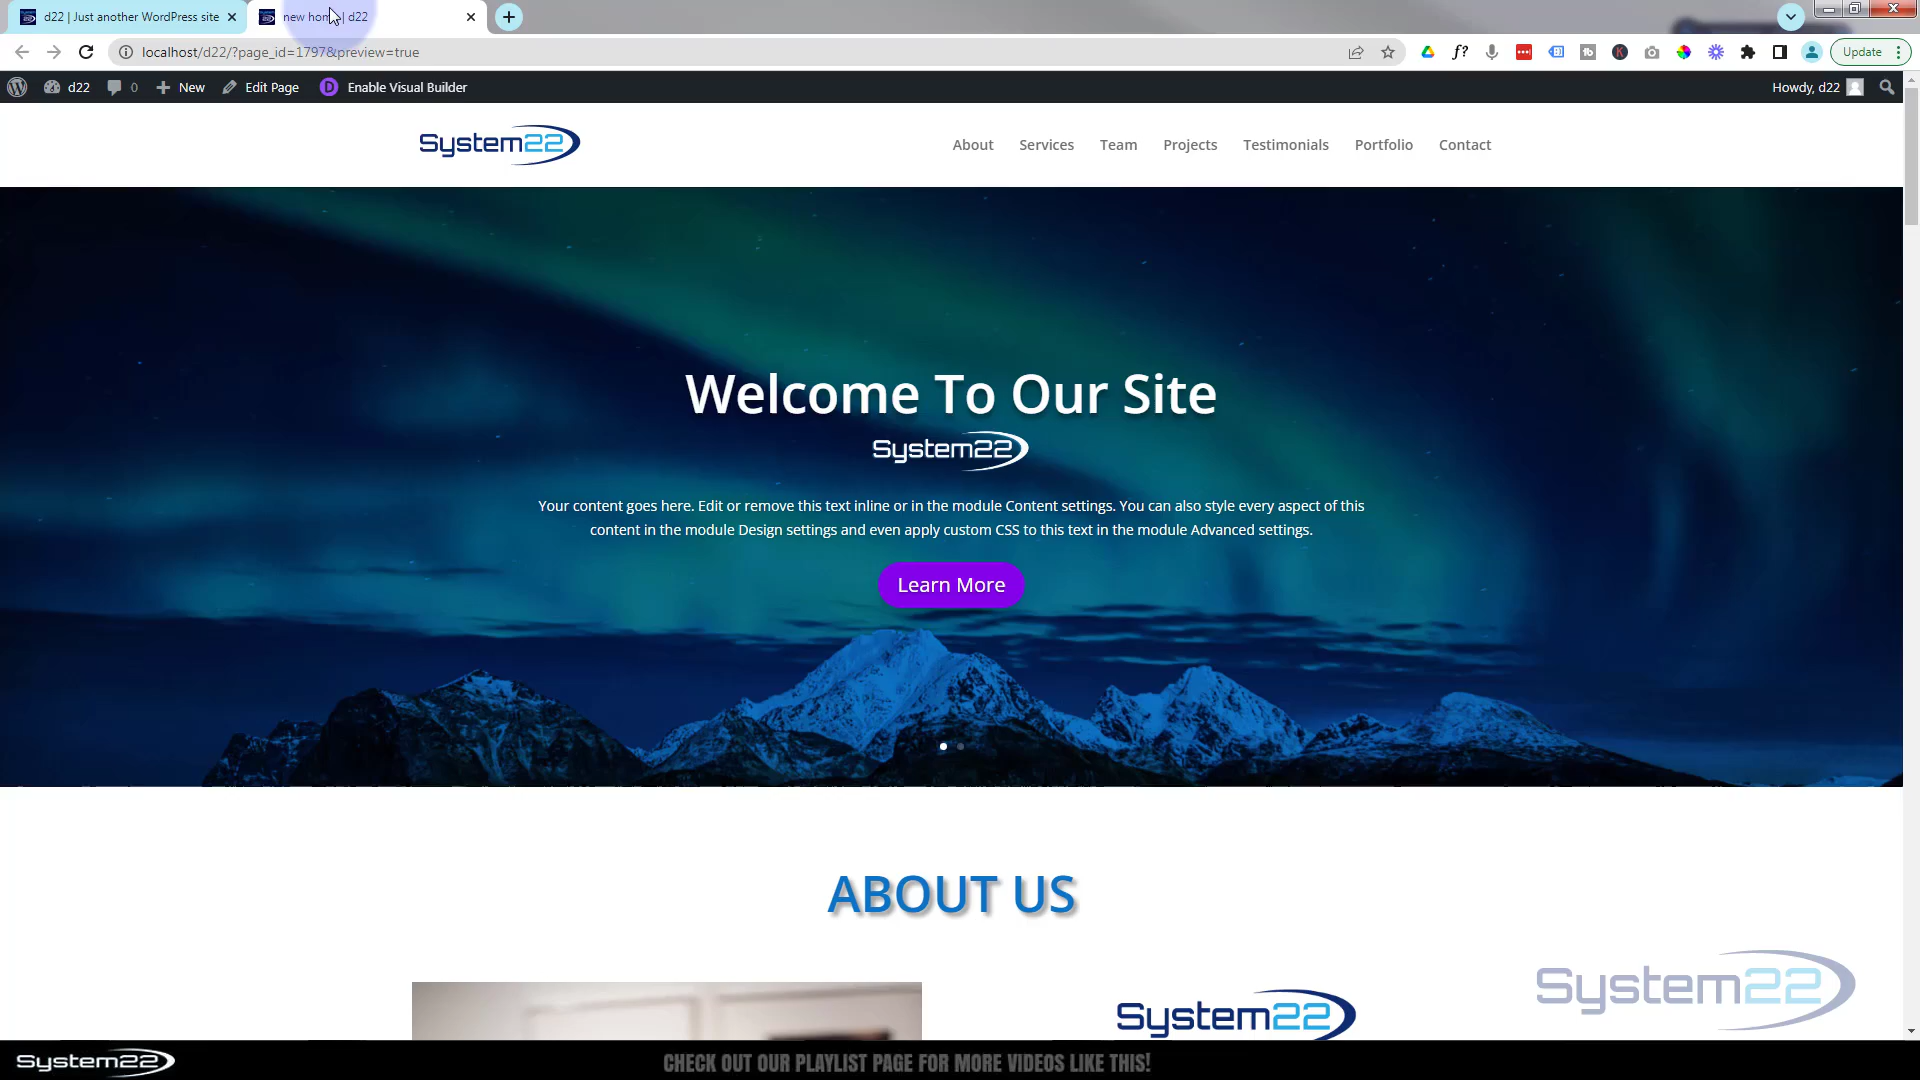 d22 | Just another WordPress site
new hom | d22
localhost/d22/?page_id=1797&preview=true
Update
d22
0
New
Edit Page
Enable Visual Builder
Howdy, d22
System22
About
Services
Team
Projects
Testimonials
Portfolio
Contact
Welcome To Our Site
System22
Your content goes here. Edit or remove this text inline or in the module Content settings. You can also style every aspect of this
content in the module Design settings and even apply custom CSS to this text in the module Advanced settings.
Learn More
ABOUT US
System22
System22
System22
CHECK OUT OUR PLAYLIST PAGE FOR MORE VIDEOS LIKE THIS!